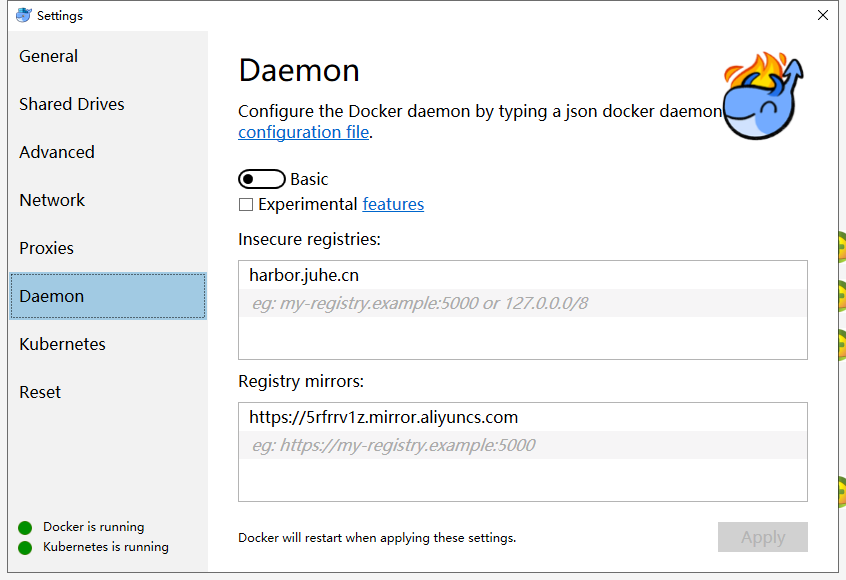 Settings
General
Shared Drives
Advanced
Network
Proxies
Daemon
Kubernetes
Reset
Docker is running
Kubernetes is running
Daemon
Configure the Docker daemon by typing a json docker daemon
configuration file.
Basic
Experimental features
Insecure registries:
harbor.juhe.cn
eg: my-registry.example:5000 or 127.0.0.0/8
Registry mirrors:
https://5rfrrv1z.mirror.aliyuncs.com
eg: https://my-registry.example:5000
Docker will restart when applying these settings.
Apply